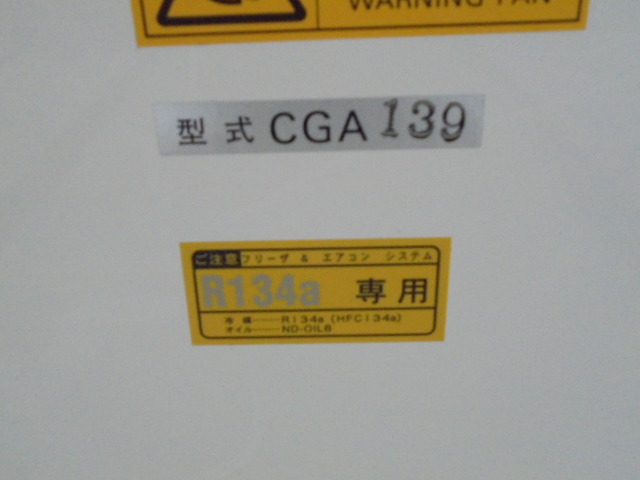 WARNING FAN
型式 CGA 139
ご注意 フリーザ & エアコン システム
R134a 専用
冷媒 R134a (HFC134a)
オイル ND-OIL8